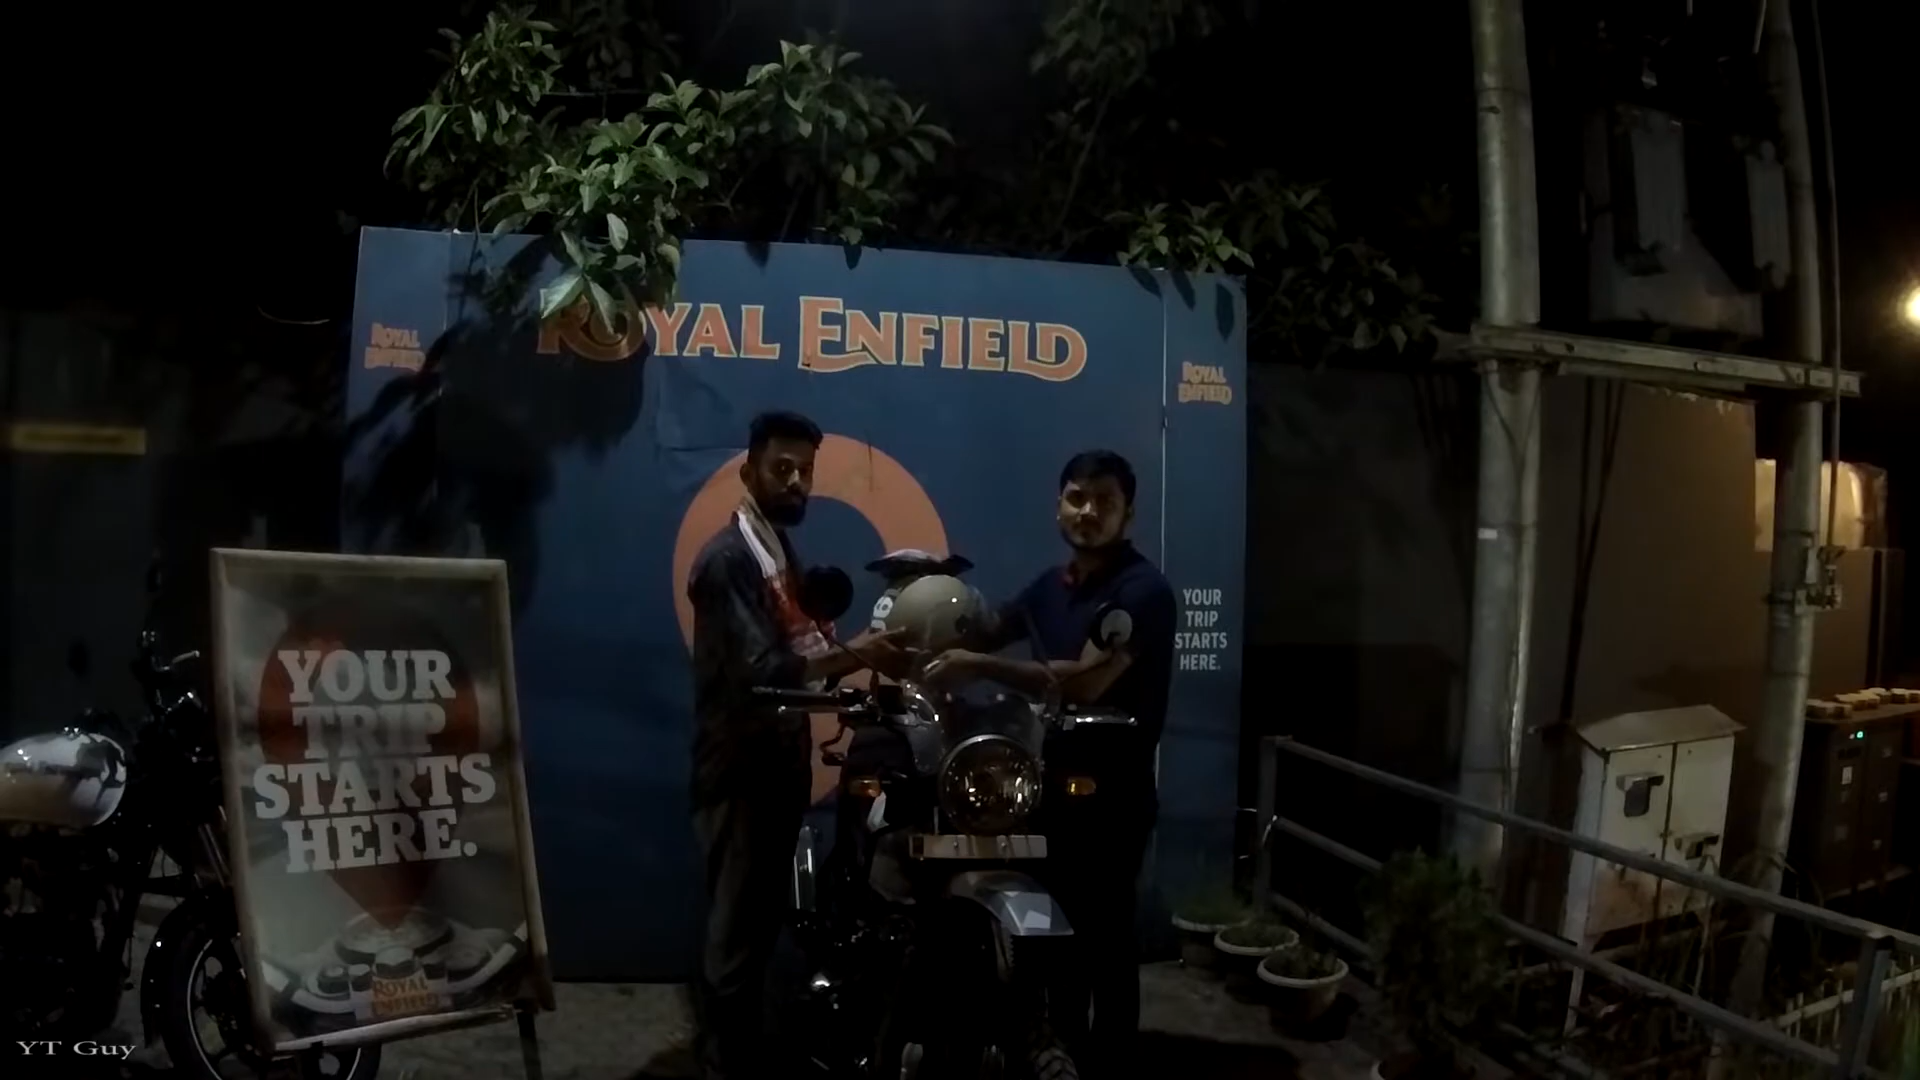 ROYAL ENFIELD
ROYAL
ENFIELD
ROYAL
ENFIELD
YOUR
TRIP
STARTS
HERE.
YOUR
TRIP
STARTS
HERE.
ROYAL
ENFIELD
YT Guy